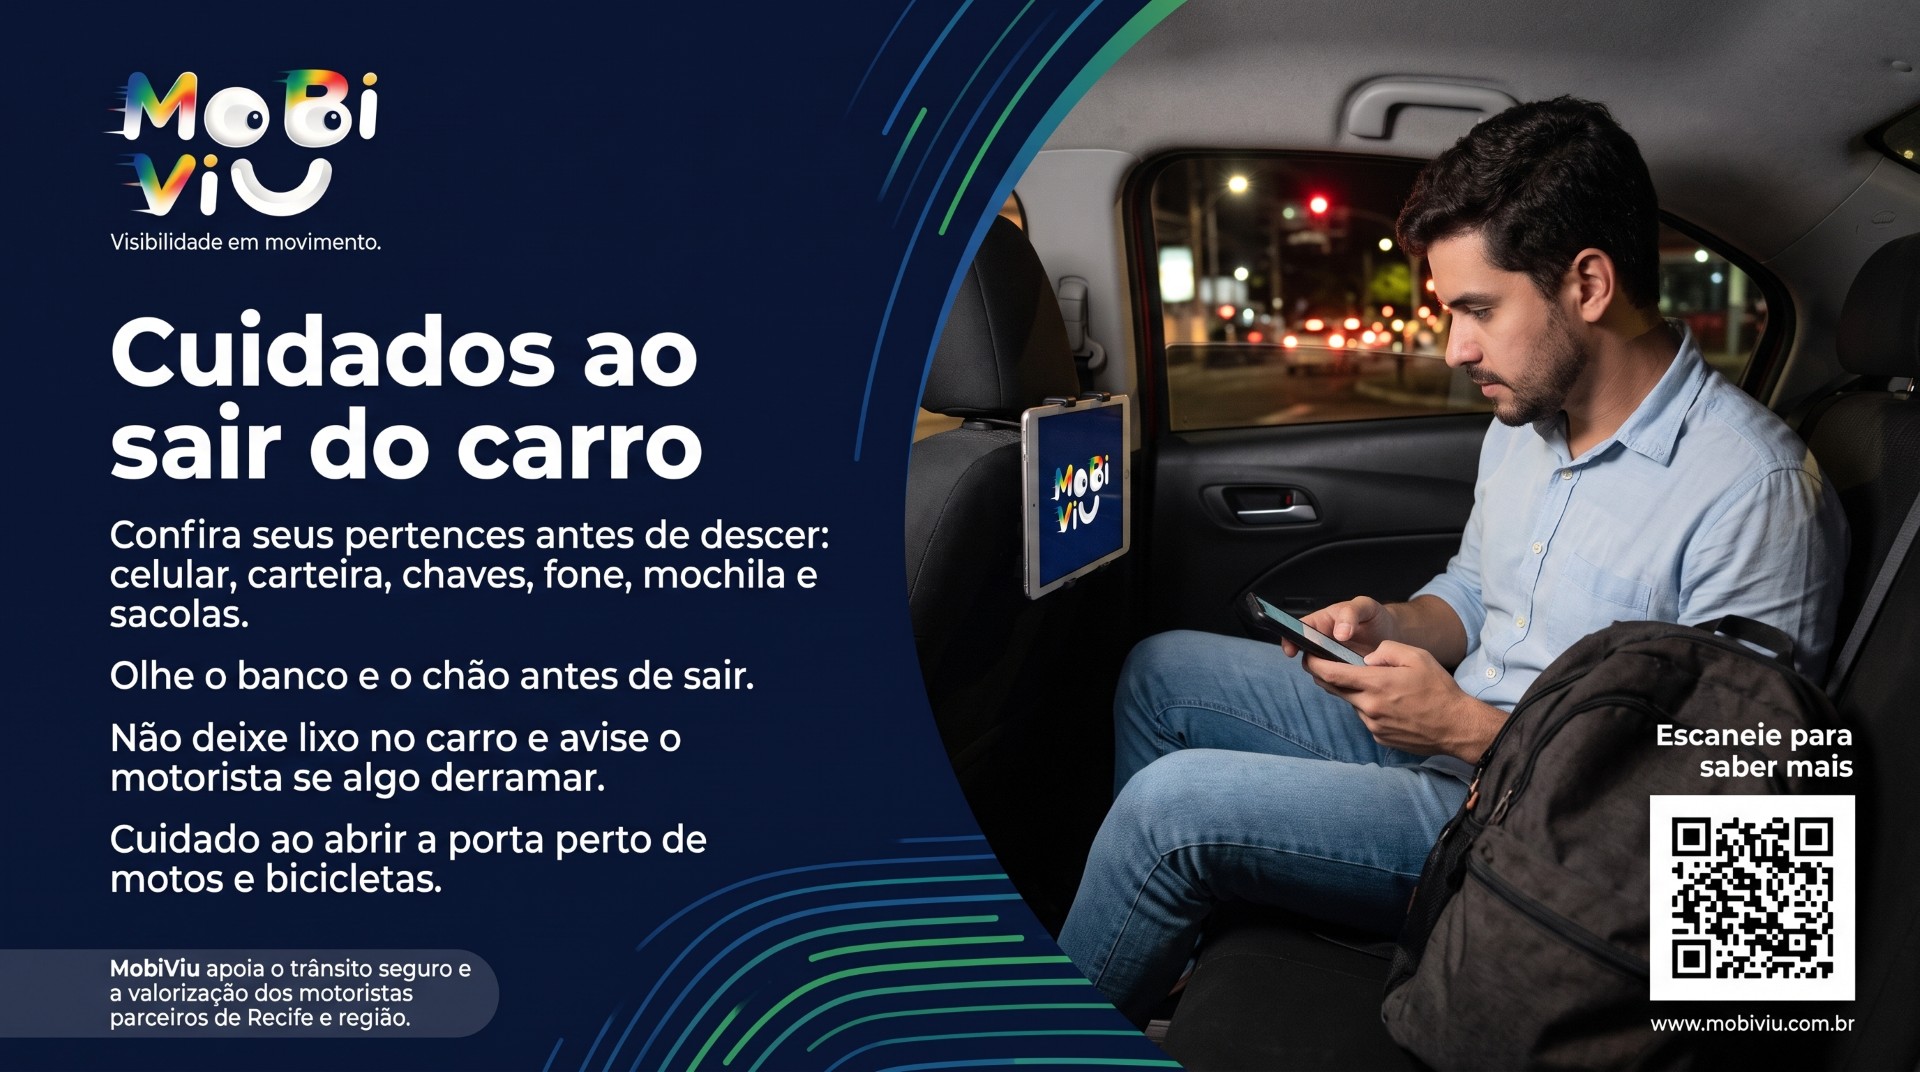 MoBi
ViU
Visibilidade em movimento.
Cuidados ao
sair do carro
Confira seus pertences antes de descer:
celular, carteira, chaves, fone, mochila e
sacolas.
Olhe o banco e o chão antes de sair.
Não deixe lixo no carro e avise o
motorista se algo derramar.
Cuidado ao abrir a porta perto de
motos e bicicletas.
MobiViu apoia o trânsito seguro e
a valorização dos motoristas
parceiros de Recife e região.
MoBi
ViU
Escaneie para
saber mais
www.mobiviu.com.br